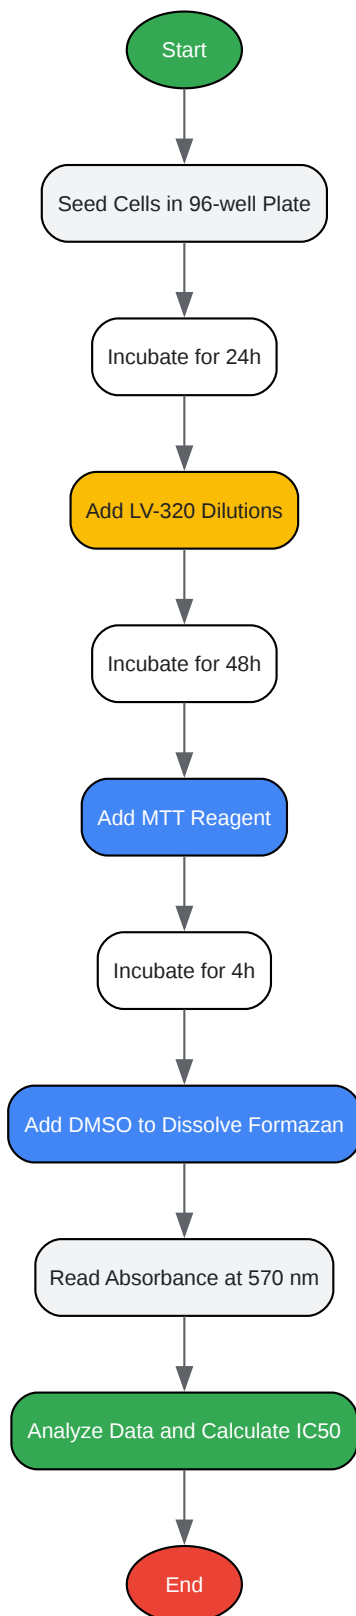 Start
Seed Cells in 96-well Plate
Incubate for 24h
Add LV-320 Dilutions
Incubate for 48h
Add MTT Reagent
Incubate for 4h
Add DMSO to Dissolve Formazan
Read Absorbance at 570 nm
Analyze Data and Calculate IC50
End